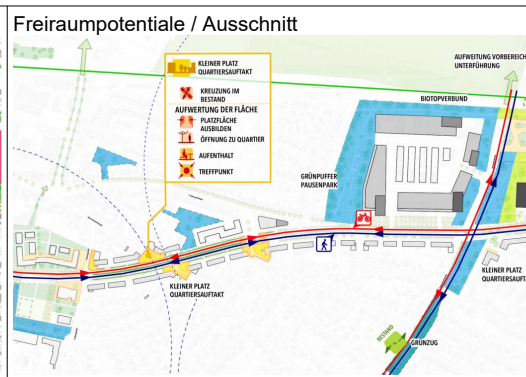 Freiraumpotentiale / Ausschnitt
KLEINER PLATZ
QUARTIERSAUFTAKT
KREUZUNG IM
BESTAND
AUFWERTUNG DER FLÄCHE
PLATZFLÄCHE
AUSBILDEN
ÖFFNUNG ZU QUARTIER
AUFENTHALT
TREFFPUNKT
AUFWEITUNG VORBEREICH
UNTERFÜHRUNG
BIOTOPVERBUND
GRÜNPUFFER
PAUSENPARK
KLEINER PLATZ
QUARTIERSAUFTAKT
KLEINER PLATZ
QUARTIERSAUFTA
BESTAND
GRÜNZUG